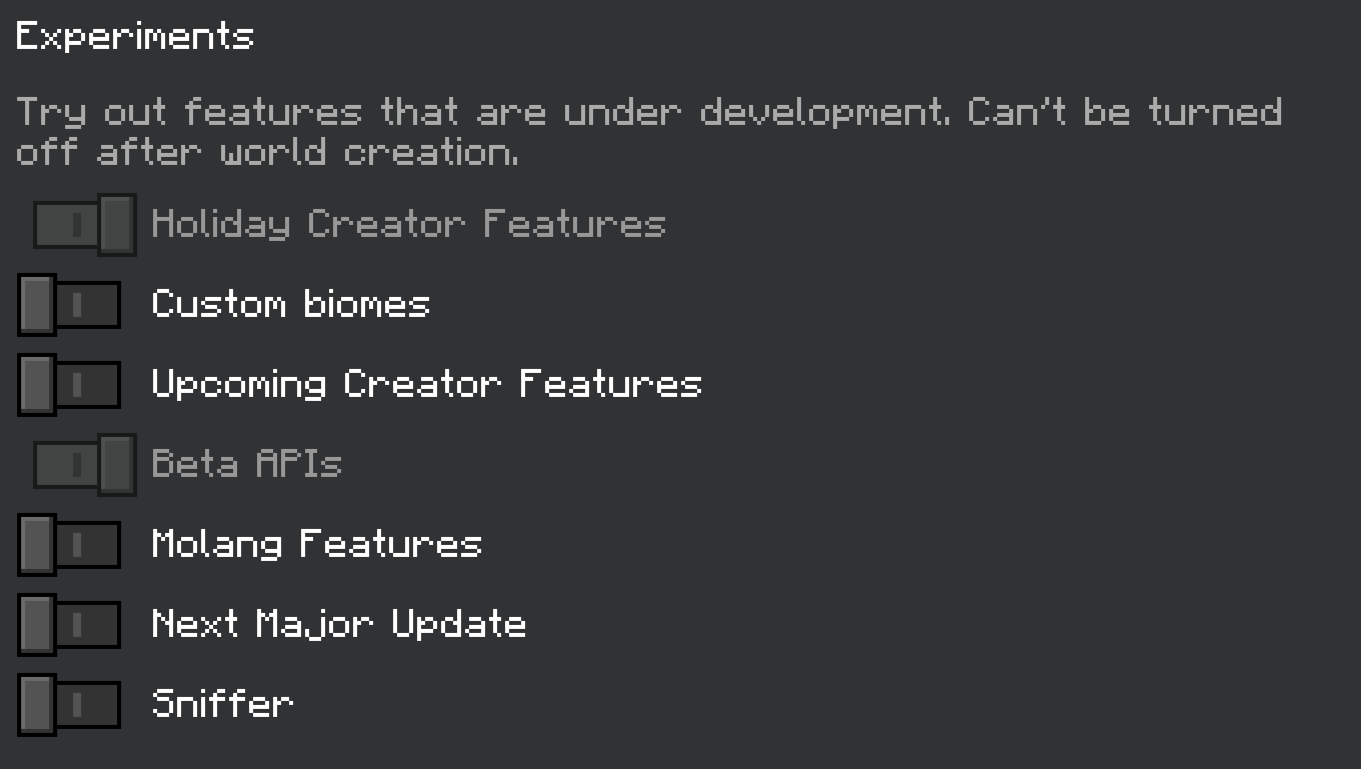 Experiments
Try out features that are under development. Can't be turned
off after world creation.
Holiday Creator Features
Custom biomes
Upcoming Creator Features
Beta APIs
Molang Features
Next Major Update
Sniffer